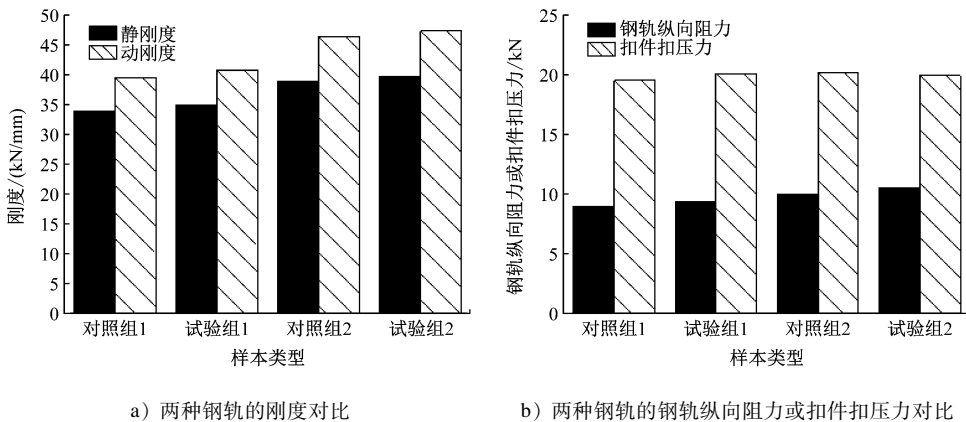 50
45
40
35
30
25
20
15
10
5
0
刚度/(kN/mm)
静刚度
动刚度
对照组1 试验组1 对照组2 试验组2
样本类型
a）两种钢轨的刚度对比
25
20
15
10
5
0
钢轨纵向阻力或扣件扣压力/kN
钢轨纵向阻力
扣件扣压力
对照组1 试验组1 对照组2 试验组2
样本类型
b）两种钢轨的钢轨纵向阻力或扣件扣压力对比